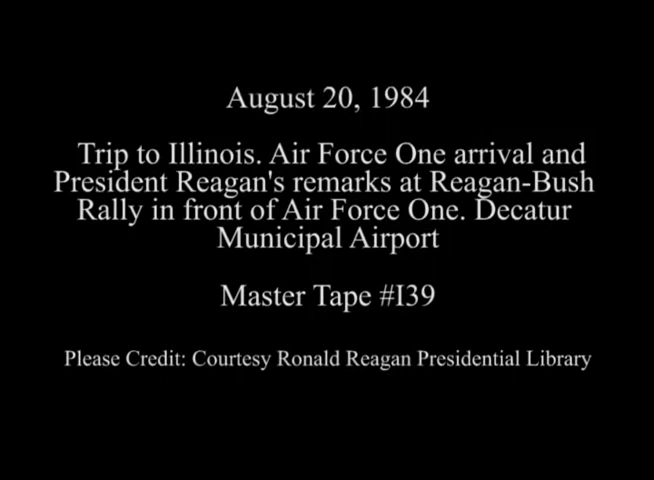 August 20, 1984
Trip to Illinois. Air Force One arrival and
President Reagan's remarks at Reagan-Bush
Rally in front of Air Force One. Decatur
Municipal Airport
Master Tape #I39
Please Credit: Courtesy Ronald Reagan Presidential Library